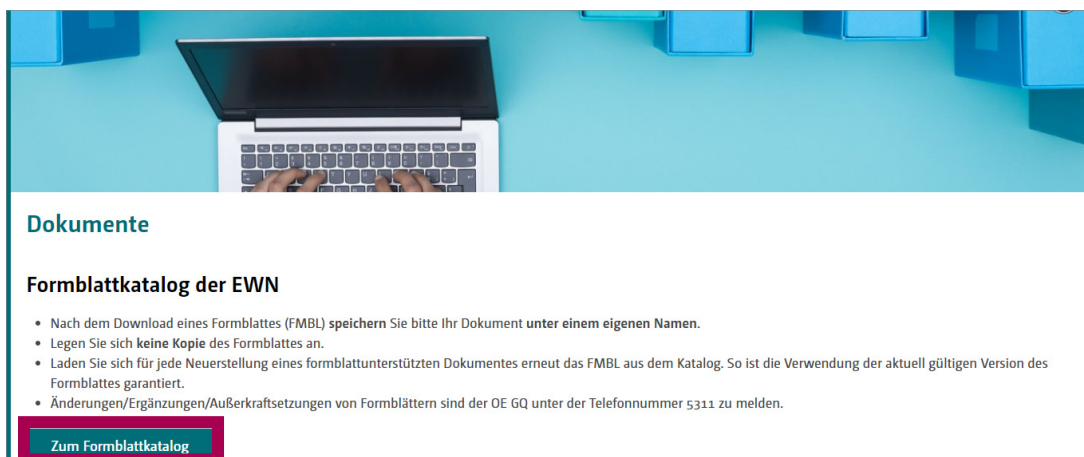 Dokumente
Formblattkatalog der EWN
• Nach dem Download eines Formblattes (FMBL) speichern Sie bitte Ihr Dokument unter einem eigenen Namen.
• Legen Sie sich keine Kopie des Formblattes an.
• Laden Sie sich für jede Neuerstellung eines formblattunterstützten Dokumentes erneut das FMBL aus dem Katalog. So ist die Verwendung der aktuell gültigen Version des
Formblattes garantiert.
• Änderungen/Ergänzungen/Außerkraftsetzungen von Formblättern sind der OE GQ unter der Telefonnummer 5311 zu melden.
Zum Formblattkatalog